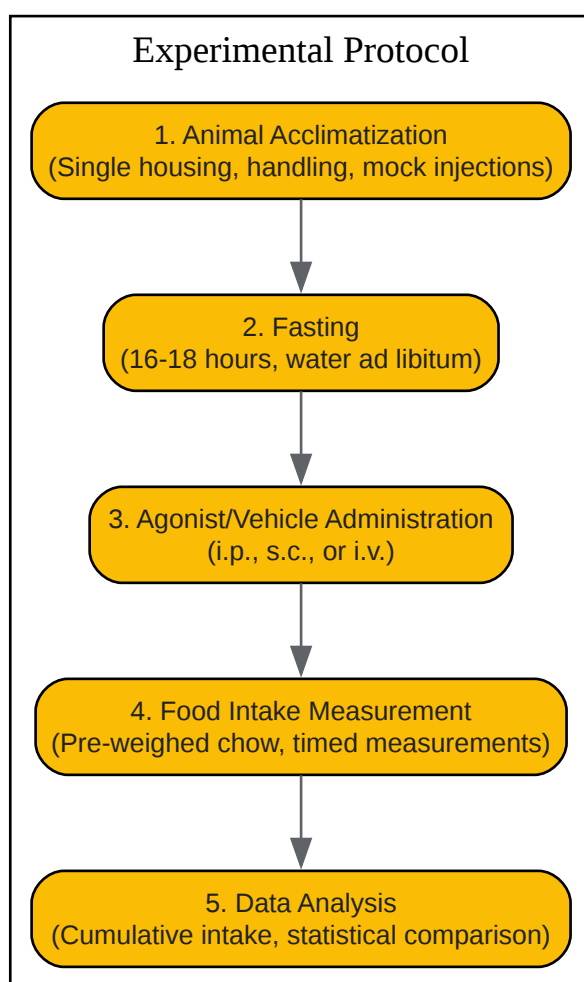 Experimental Protocol
1. Animal Acclimatization
(Single housing, handling, mock injections)
2. Fasting
(16-18 hours, water ad libitum)
3. Agonist/Vehicle Administration
(i.p., s.c., or i.v.)
4. Food Intake Measurement
(Pre-weighed chow, timed measurements)
5. Data Analysis
(Cumulative intake, statistical comparison)